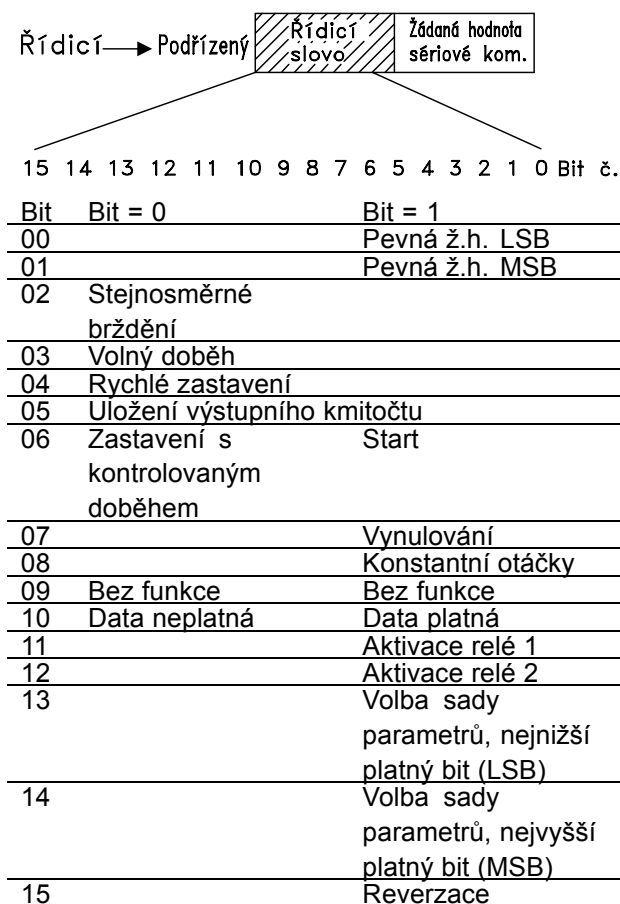 Řídicí Podřízený Řídicí slovo Žádaná hodnota sériové kom.
15 14 13 12 11 10 9 8 7 6 5 4 3 2 1 0 Bit č.
Bit Bit = 0 Bit = 1
00 Pevná ž.h. LSB
01 Pevná ž.h. MSB
02 Stejnosměrné
brždění
03 Volný doběh
04 Rychlé zastavení
05 Uložení výstupního kmitočtu
06 Zastavení s Start
kontrolovaným
doběhem
07 Vynulování
08 Konstantní otáčky
09 Bez funkce Bez funkce
10 Data neplatná Data platná
11 Aktivace relé 1
12 Aktivace relé 2
13 Volba sady
parametrů, nejnižší
platný bit (LSB)
14 Volba sady
parametrů, nejvyšší
platný bit (MSB)
15 Reverzace